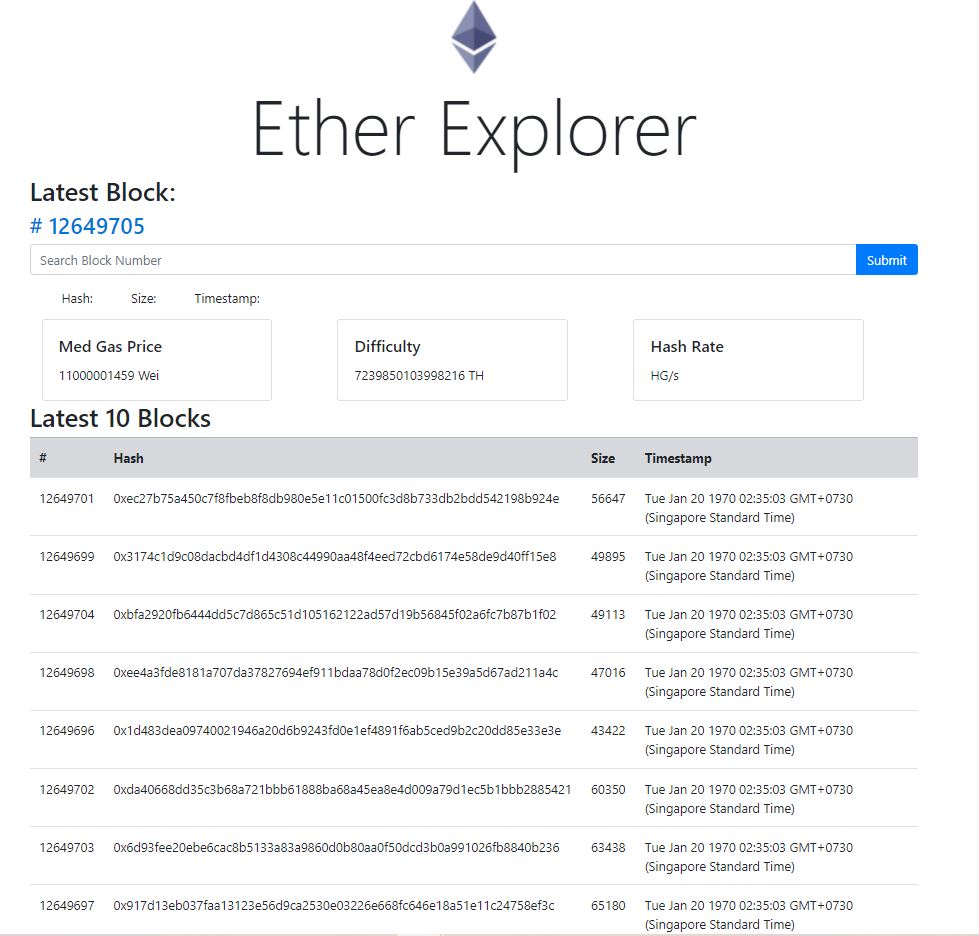 Ether Explorer
Latest Block:
# 12649705
Search Block Number Submit
Hash: Size: Timestamp:
Med Gas Price Difficulty Hash Rate
11000001459 Wei 7239850103998216 TH HG/s
Latest 10 Blocks
# Hash Size Timestamp
12649701 0xec27b75a450c7f8fbeb8f8db980e5e11c01500fc3d8b733db2bdd542198b924e 56647 Tue Jan 20 1970 02:35:03 GMT+0730
(Singapore Standard Time)
12649699 0x3174c1d9c08dacbd4df1d4308c44990aa48f4eed72cbd6174e58de9d40ff15e8 49895 Tue Jan 20 1970 02:35:03 GMT+0730
(Singapore Standard Time)
12649704 0xbfa2920fb6444dd5c7d865c51d105162122ad57d19b56845f02a6fc7b87b1f02 49113 Tue Jan 20 1970 02:35:03 GMT+0730
(Singapore Standard Time)
12649698 0xee4a3fde8181a707da37827694ef911bdaa78d0f2ec09b15e39a5d67ad211a4c 47016 Tue Jan 20 1970 02:35:03 GMT+0730
(Singapore Standard Time)
12649696 0x1d483dea09740021946a20d6b9243fd0e1ef4891f6ab5ced9b2c20dd85e33e3e 43422 Tue Jan 20 1970 02:35:03 GMT+0730
(Singapore Standard Time)
12649702 0xda40668dd35c3b68a721bbb61888ba68a45ea8e4d009a79d1ec5b1bbb2885421 60350 Tue Jan 20 1970 02:35:03 GMT+0730
(Singapore Standard Time)
12649703 0x6d93fee20ebe6cac8b5133a83a9860d0b80aa0f50dcd3b0a991026fb8840b236 63438 Tue Jan 20 1970 02:35:03 GMT+0730
(Singapore Standard Time)
12649697 0x917d13eb037faa13123e56d9ca2530e03226e668fc646e18a51e11c24758ef3c 65180 Tue Jan 20 1970 02:35:03 GMT+0730
(Singapore Standard Time)